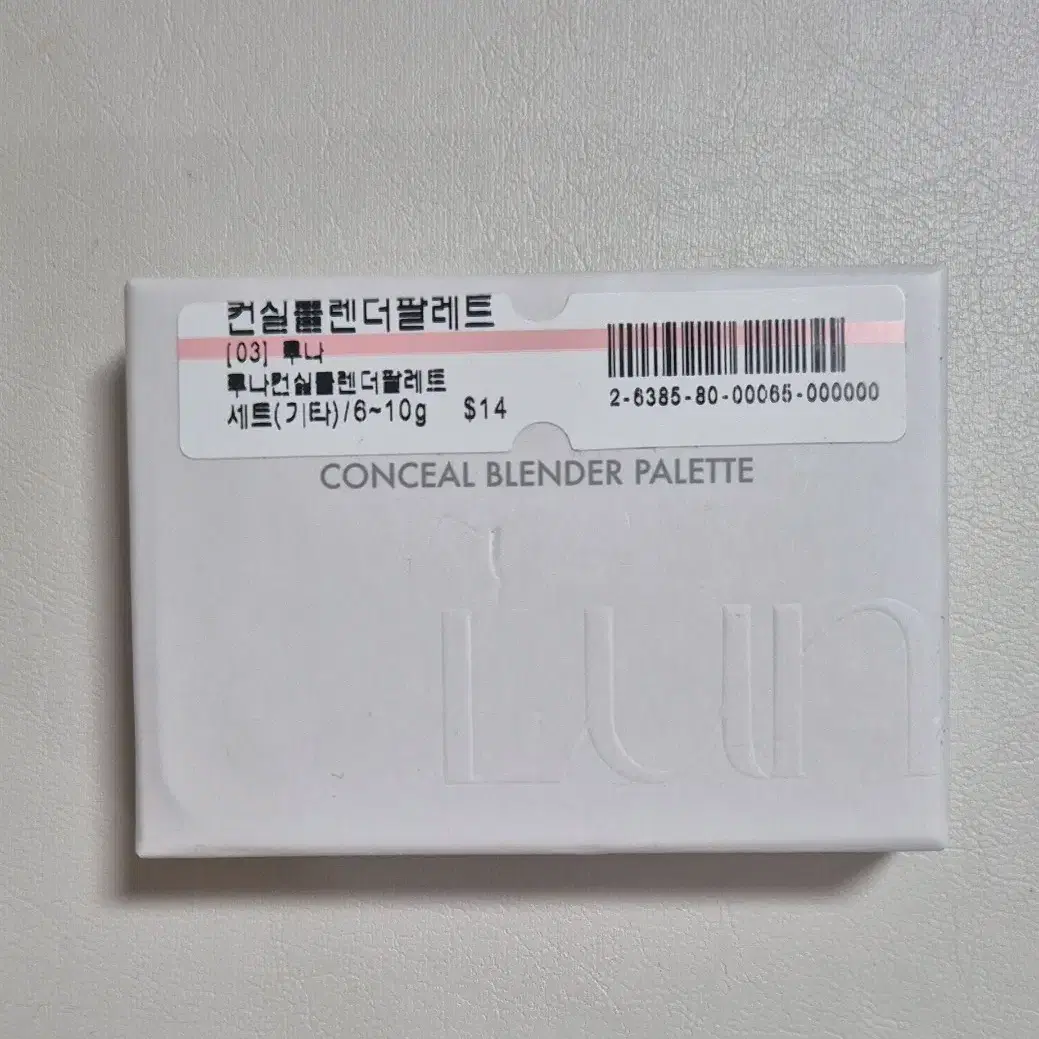 컨실블렌더팔레트
[03] 루나
루나컨실블렌더팔레트
세트(기타)/6~10g $14
2-6385-80-00065-000000
CONCEAL BLENDER PALETTE
Lun